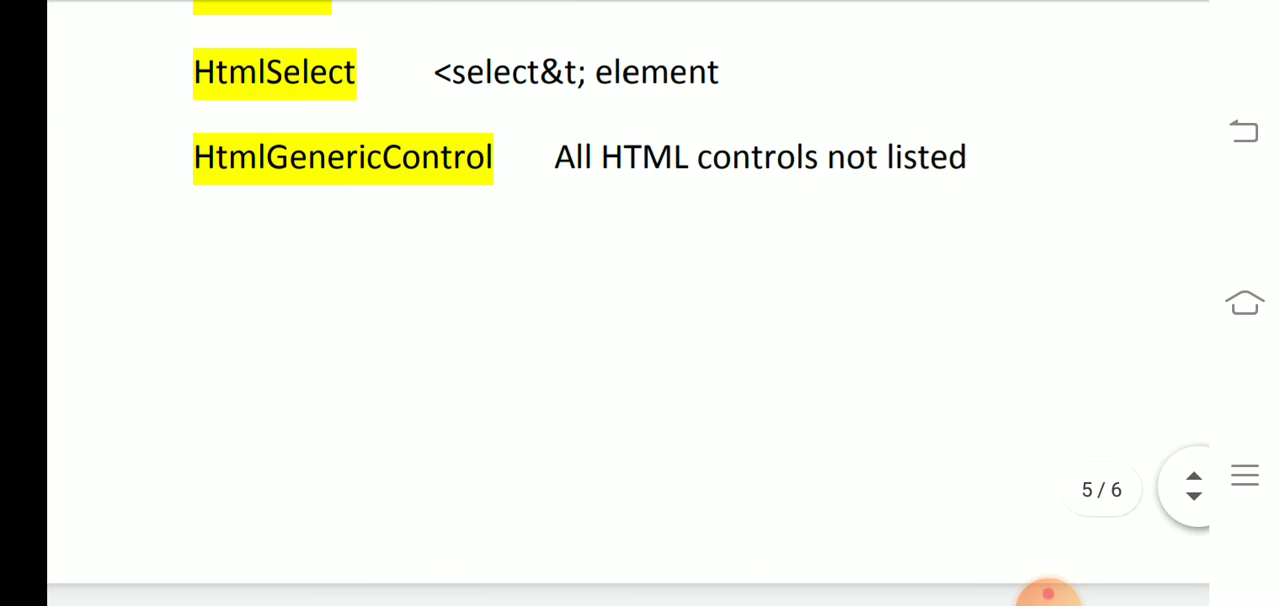 HtmlSelect <select&t; element
HtmlGenericControl All HTML controls not listed
5 / 6